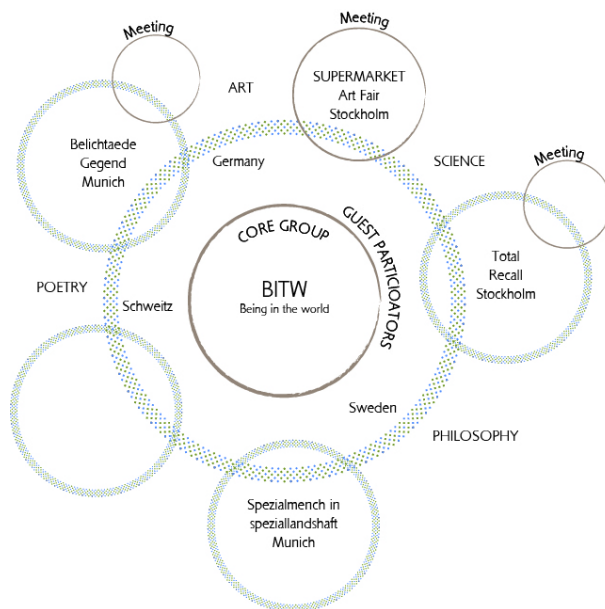 Meeting
Meeting
ART
SUPERMARKET
Art Fair
Stockholm
Belichtaede
Gegend
Munich
Germany
SCIENCE
Meeting
CORE GROUP
GUEST PARTICIOATORS
BITW
Being in the world
Total
Recall
Stockholm
POETRY
Schweitz
Sweden
PHILOSOPHY
Spezialmench in
speziallandshaft
Munich